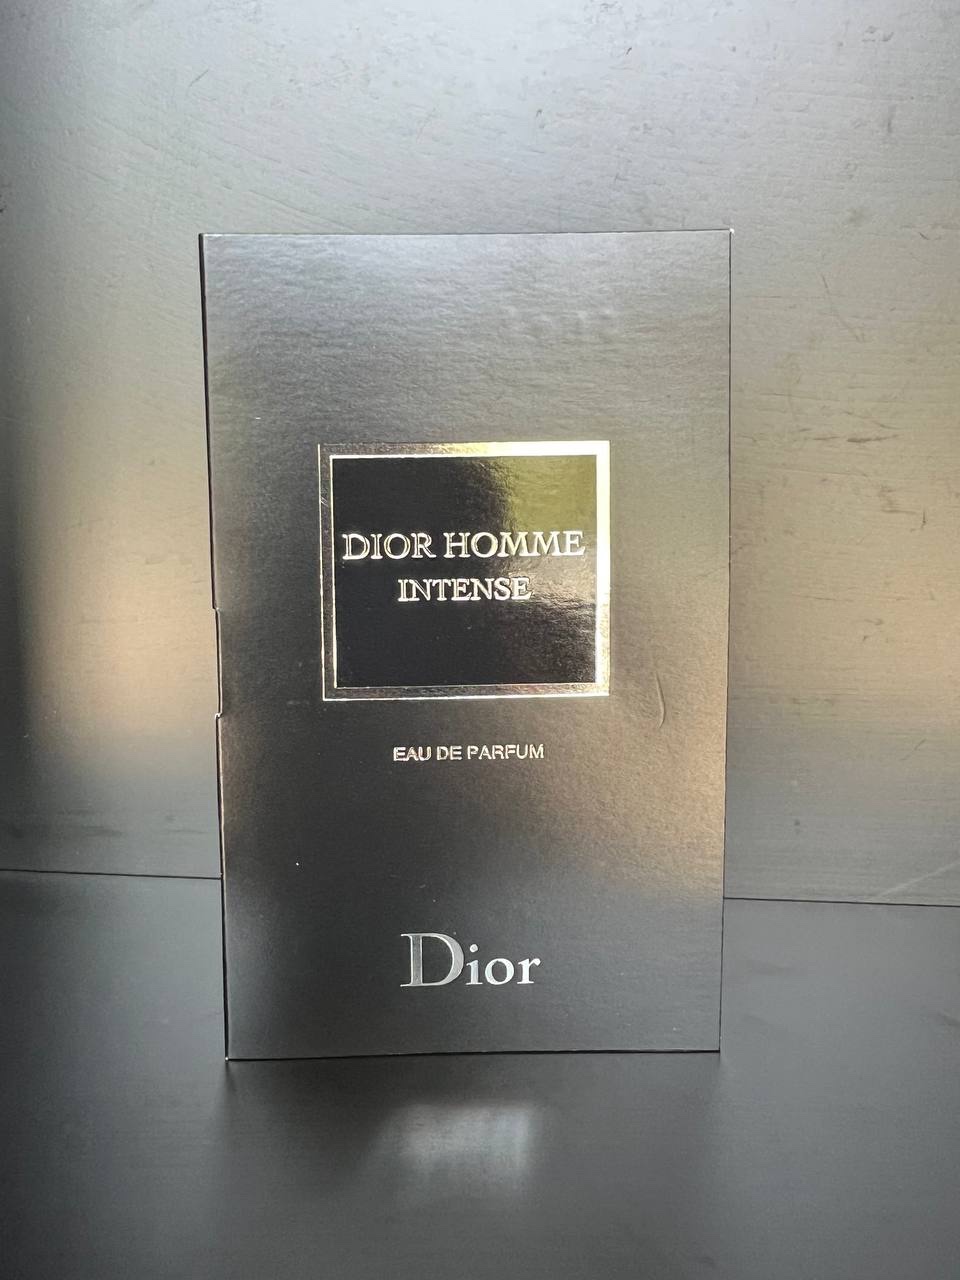 DIOR HOMME
INTENSE
EAU DE PARFUM
Dior